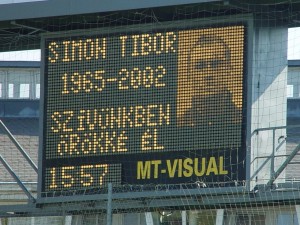 SIMON TIBOR
1965-2002
SZÍVÜNKBEN
ÖRÖKKÉ ÉL
15:57 MT-VISUAL